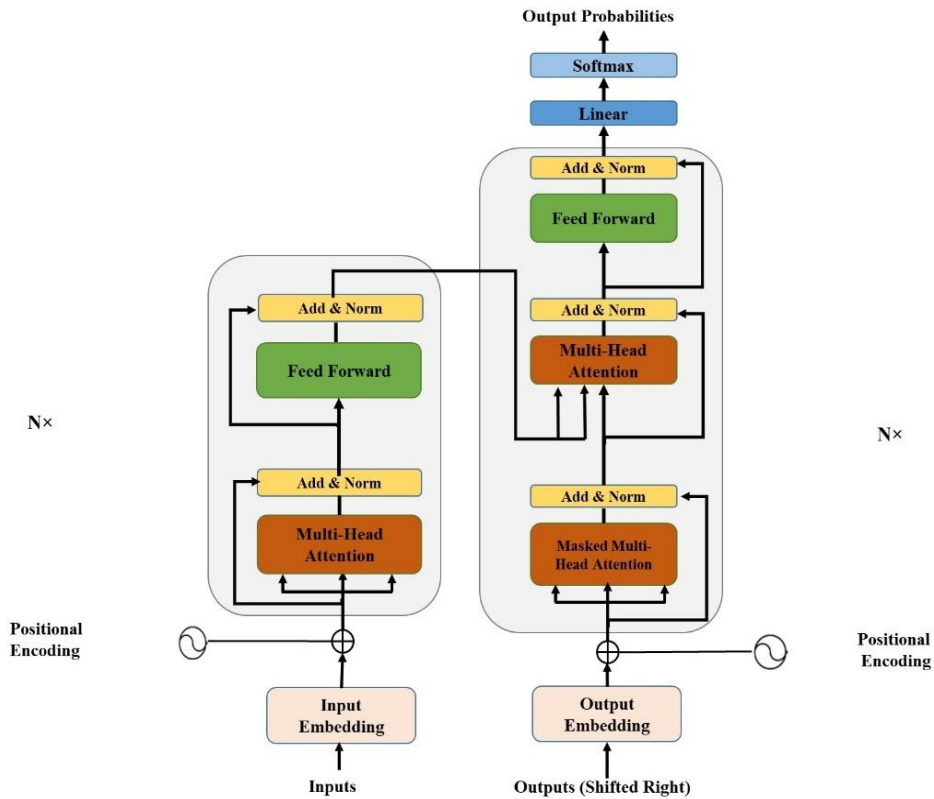 Output Probabilities
Softmax
Linear
Add & Norm
Feed Forward
Add & Norm
Multi-Head
Attention
Add & Norm
Masked Multi-
Head Attention
Add & Norm
Feed Forward
Add & Norm
Multi-Head
Attention
N×
N×
Positional
Encoding
Positional
Encoding
Input
Embedding
Output
Embedding
Inputs
Outputs (Shifted Right)